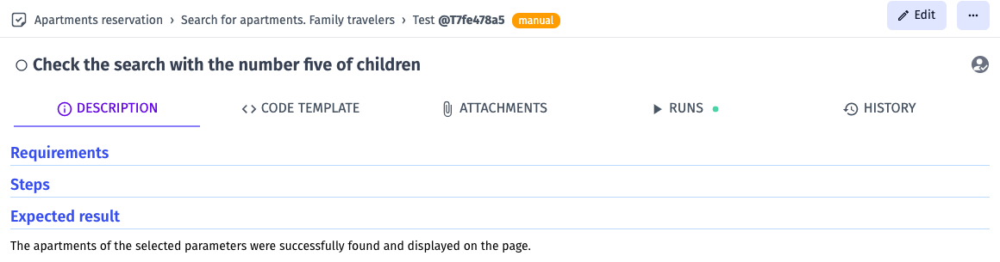 Apartments reservation › Search for apartments. Family travelers › Test @T7fe478a5 manual Edit ...
Check the search with the number five of children
DESCRIPTION CODE TEMPLATE ATTACHMENTS RUNS HISTORY
Requirements
Steps
Expected result
The apartments of the selected parameters were successfully found and displayed on the page.